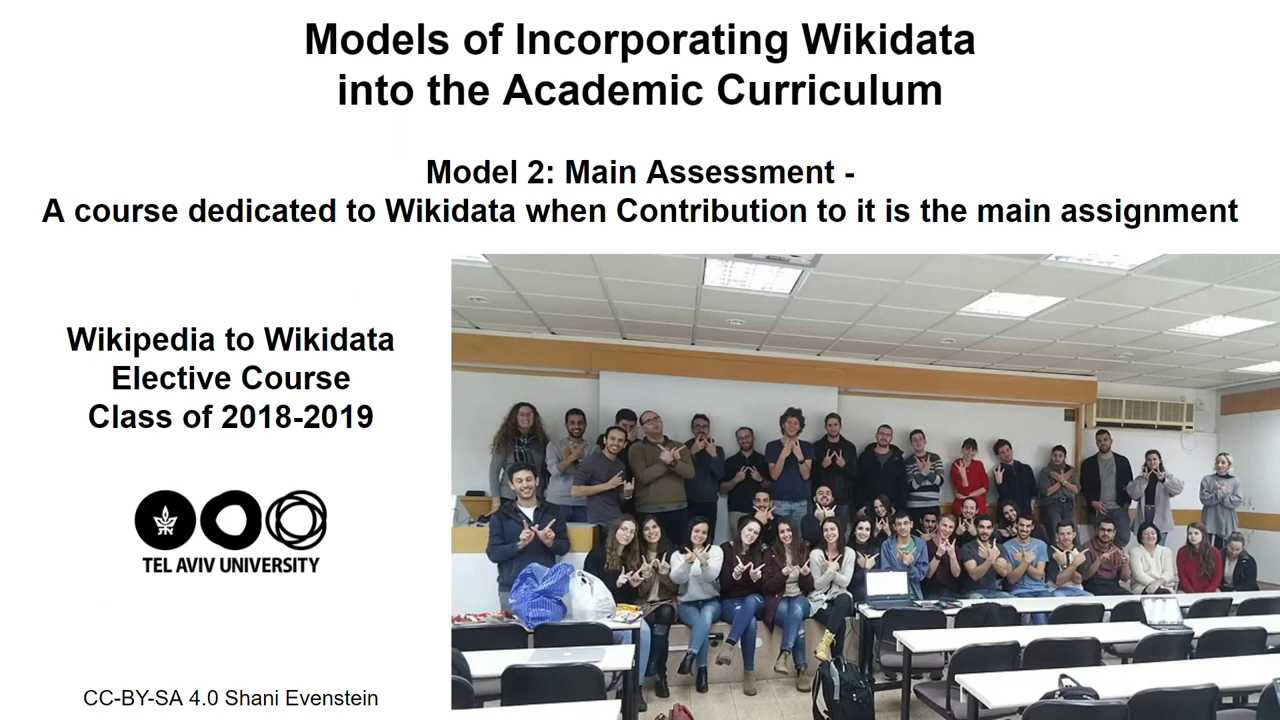 Models of Incorporating Wikidata
into the Academic Curriculum
Model 2: Main Assessment -
A course dedicated to Wikidata when Contribution to it is the main assignment
Wikipedia to Wikidata
Elective Course
Class of 2018-2019
TEL AVIV UNIVERSITY
CC-BY-SA 4.0 Shani Evenstein